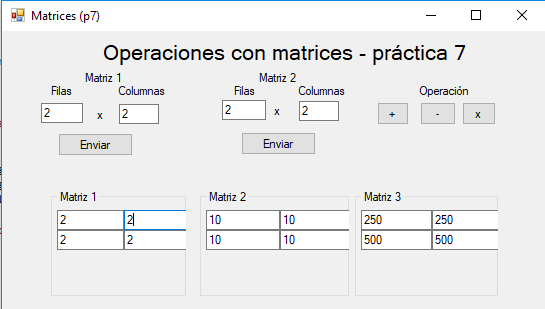 Matrices (p7)
Operaciones con matrices - práctica 7
Matriz 1
Matriz 2
Filas Columnas Filas Columnas Operación
2 x 2 2 x 2 + - x
Enviar Enviar
Matriz 1 Matriz 2 Matriz 3
2 2 10 10 250 250
2 2 10 10 500 500